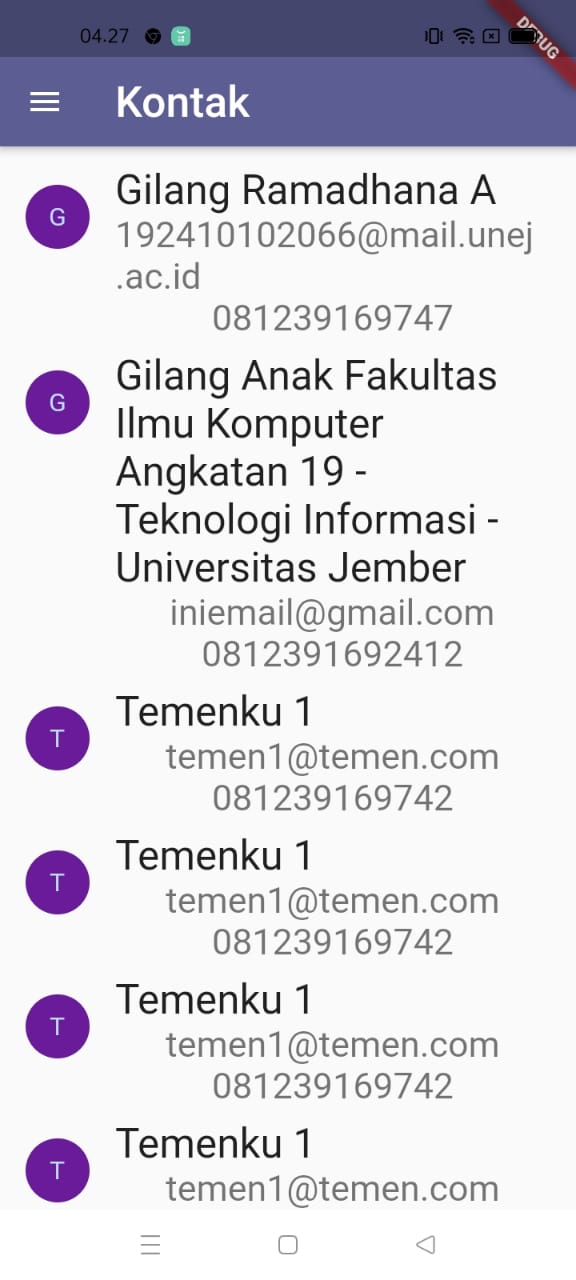 04.27
DEBUG
Kontak
G
Gilang Ramadhana A
192410102066@mail.unej
.ac.id
081239169747
G
Gilang Anak Fakultas
Ilmu Komputer
Angkatan 19 -
Teknologi Informasi -
Universitas Jember
iniemail@gmail.com
0812391692412
T
Temenku 1
temen1@temen.com
081239169742
T
Temenku 1
temen1@temen.com
081239169742
T
Temenku 1
temen1@temen.com
081239169742
T
Temenku 1
temen1@temen.com